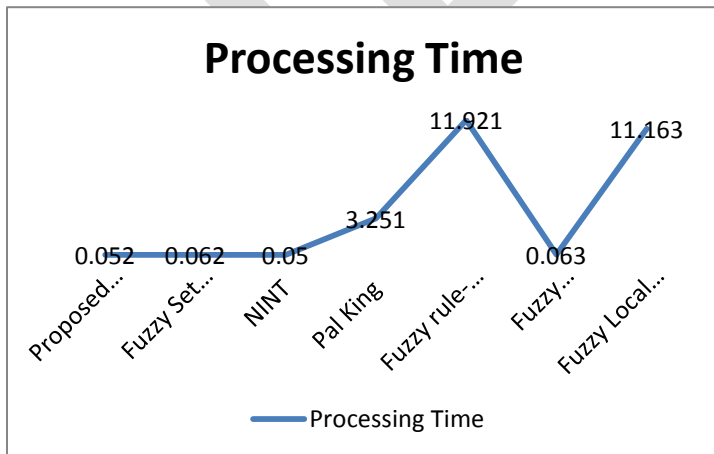 Processing Time
11.921
11.163
3.251
0.052
0.062
0.05
0.063
Proposed...
Fuzzy Set...
NINT
Pal King
Fuzzy rule-...
Fuzzy...
Fuzzy Local...
Processing Time